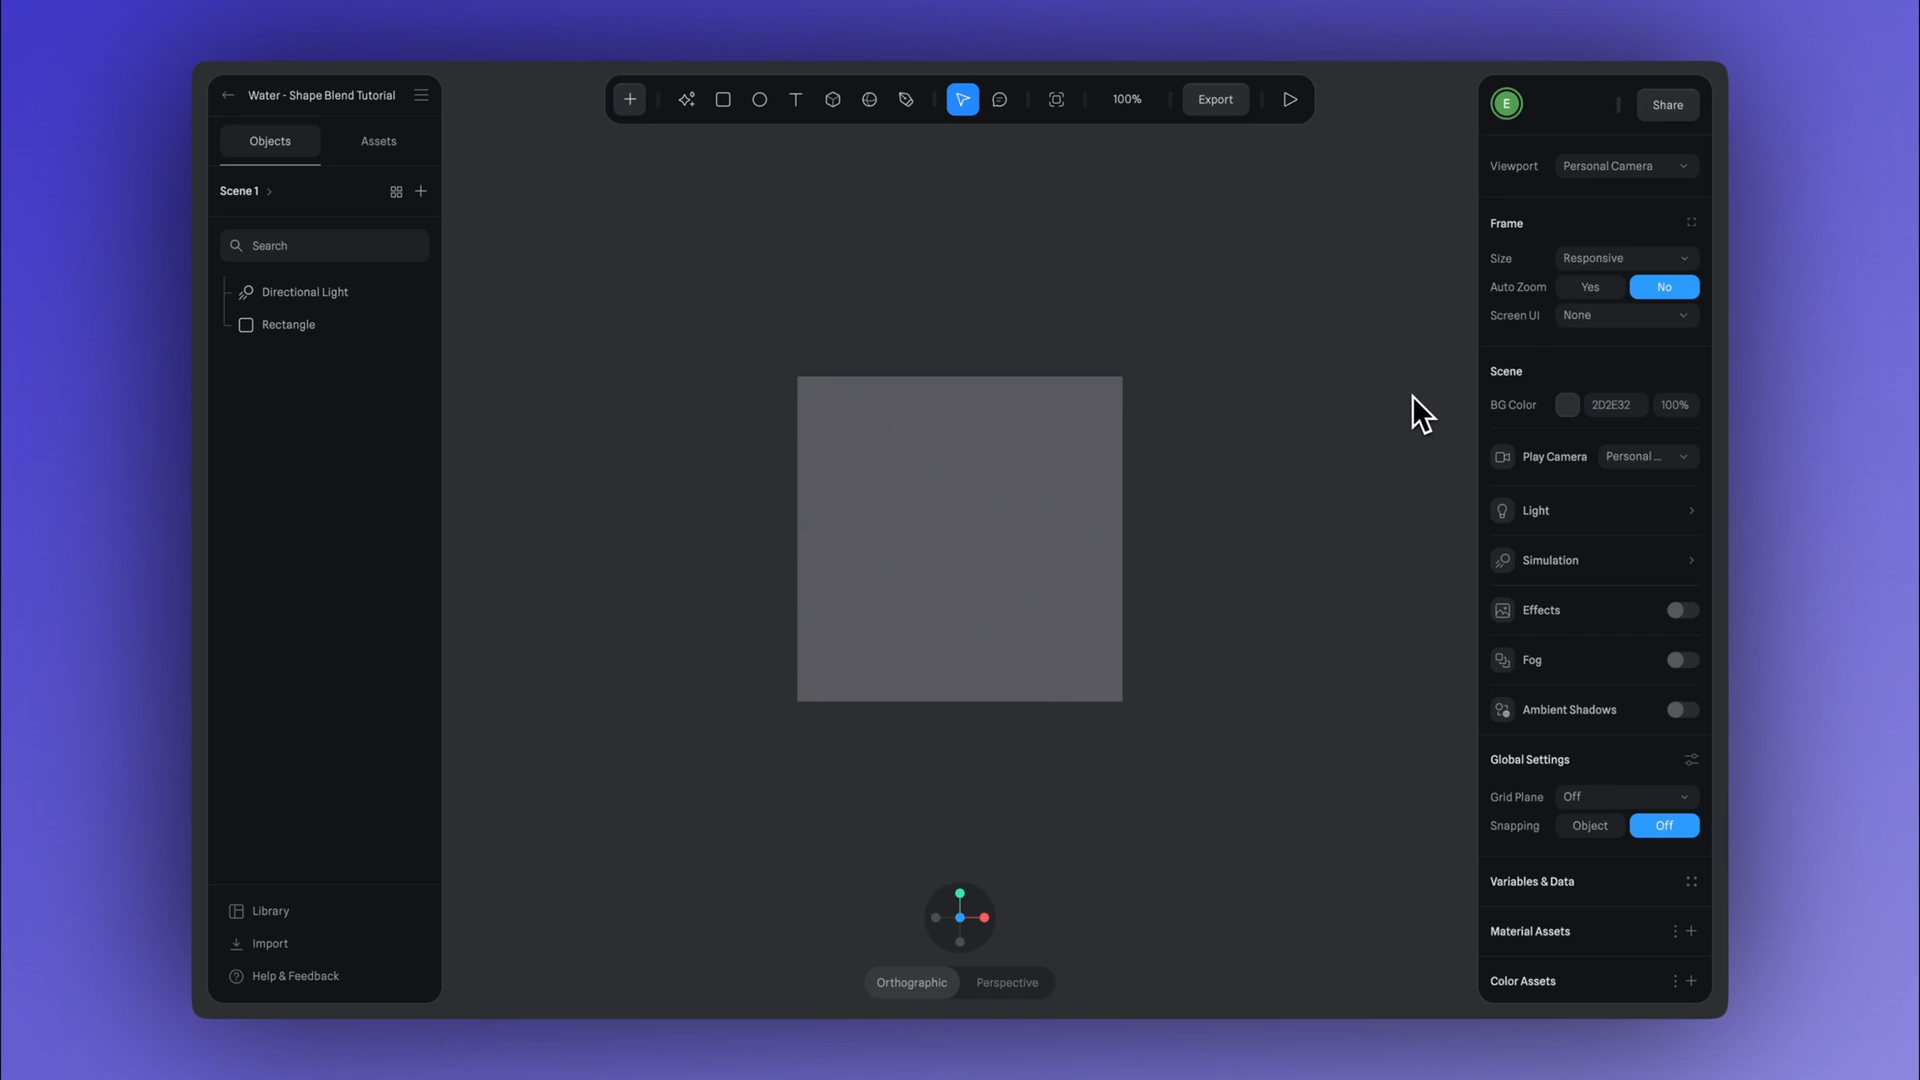 Water - Shape Blend Tutorial
Objects
Assets
Scene 1
Search
Directional Light
Rectangle
Library
Import
Help & Feedback
T
100%
Export
Orthographic
Perspective
E
Share
Viewport
Personal Camera
Frame
Size
Responsive
Auto Zoom
Yes
No
Screen UI
None
Scene
BG Color
2D2E32
100%
Play Camera
Personal ...
Light
Simulation
Effects
Fog
Ambient Shadows
Global Settings
Grid Plane
Off
Snapping
Object
Off
Variables & Data
Material Assets
Color Assets